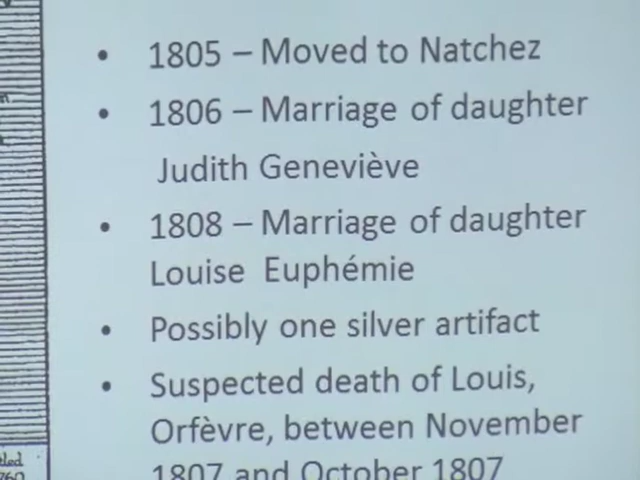 • 1805 – Moved to Natchez
• 1806 – Marriage of daughter
Judith Geneviève
• 1808 – Marriage of daughter
Louise Euphémie
• Possibly one silver artifact
• Suspected death of Louis,
Orfèvre, between November
1807 and October 1807